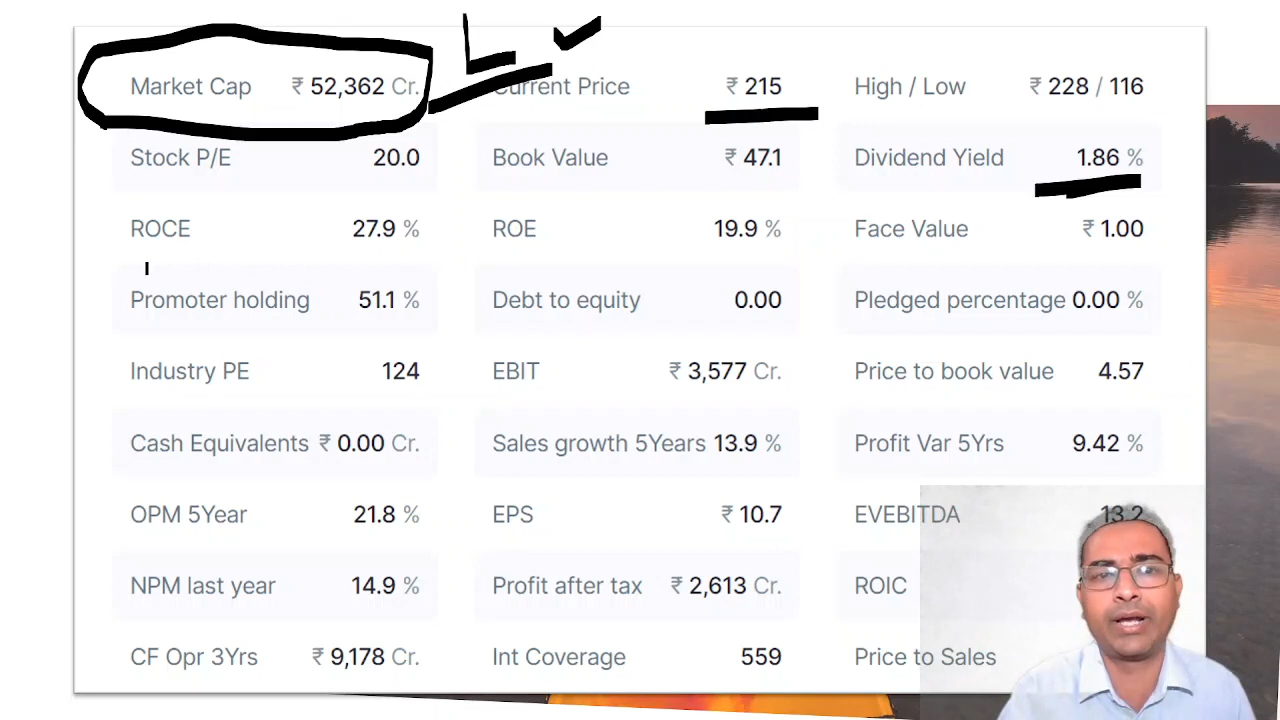 Market Cap ₹ 52,362 Cr. Current Price ₹ 215 High / Low ₹ 228 / 116
Stock P/E 20.0 Book Value ₹ 47.1 Dividend Yield 1.86 %
ROCE 27.9 % ROE 19.9 % Face Value ₹ 1.00
Promoter holding 51.1 % Debt to equity 0.00 Pledged percentage 0.00 %
Industry PE 124 EBIT ₹ 3,577 Cr. Price to book value 4.57
Cash Equivalents ₹ 0.00 Cr. Sales growth 5Years 13.9 % Profit Var 5Yrs 9.42 %
OPM 5Year 21.8 % EPS ₹ 10.7 EVEBITDA 13.2
NPM last year 14.9 % Profit after tax ₹ 2,613 Cr. ROIC
CF Opr 3Yrs ₹ 9,178 Cr. Int Coverage 559 Price to Sales